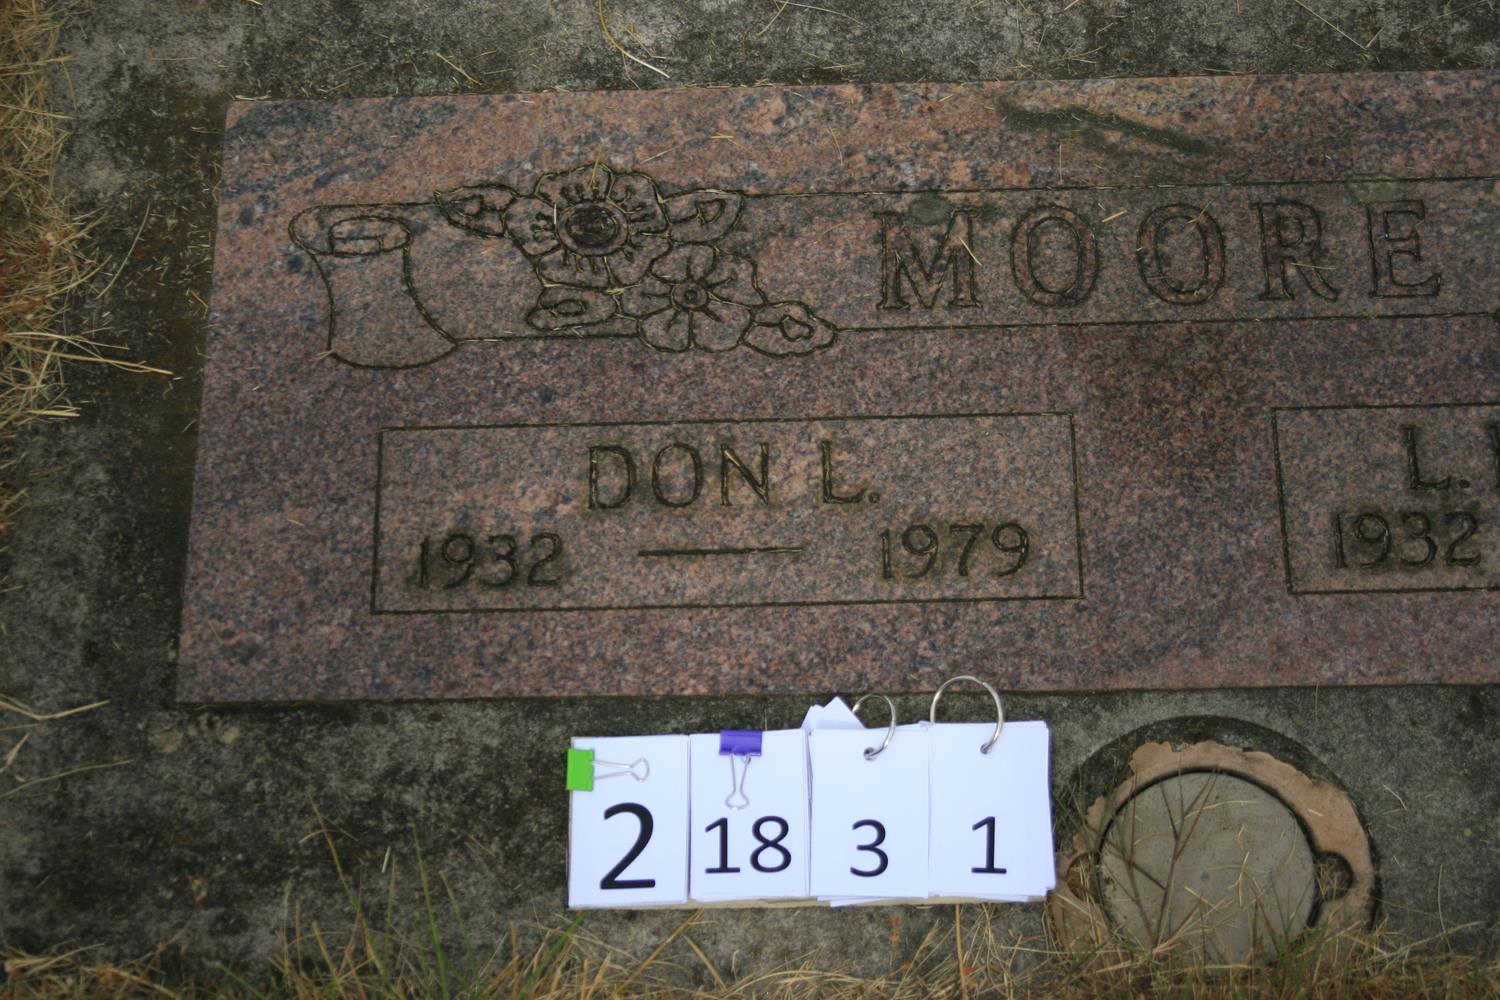 MOORE
DON L.
1932 — 1979
L.
1932
2 18 3 1